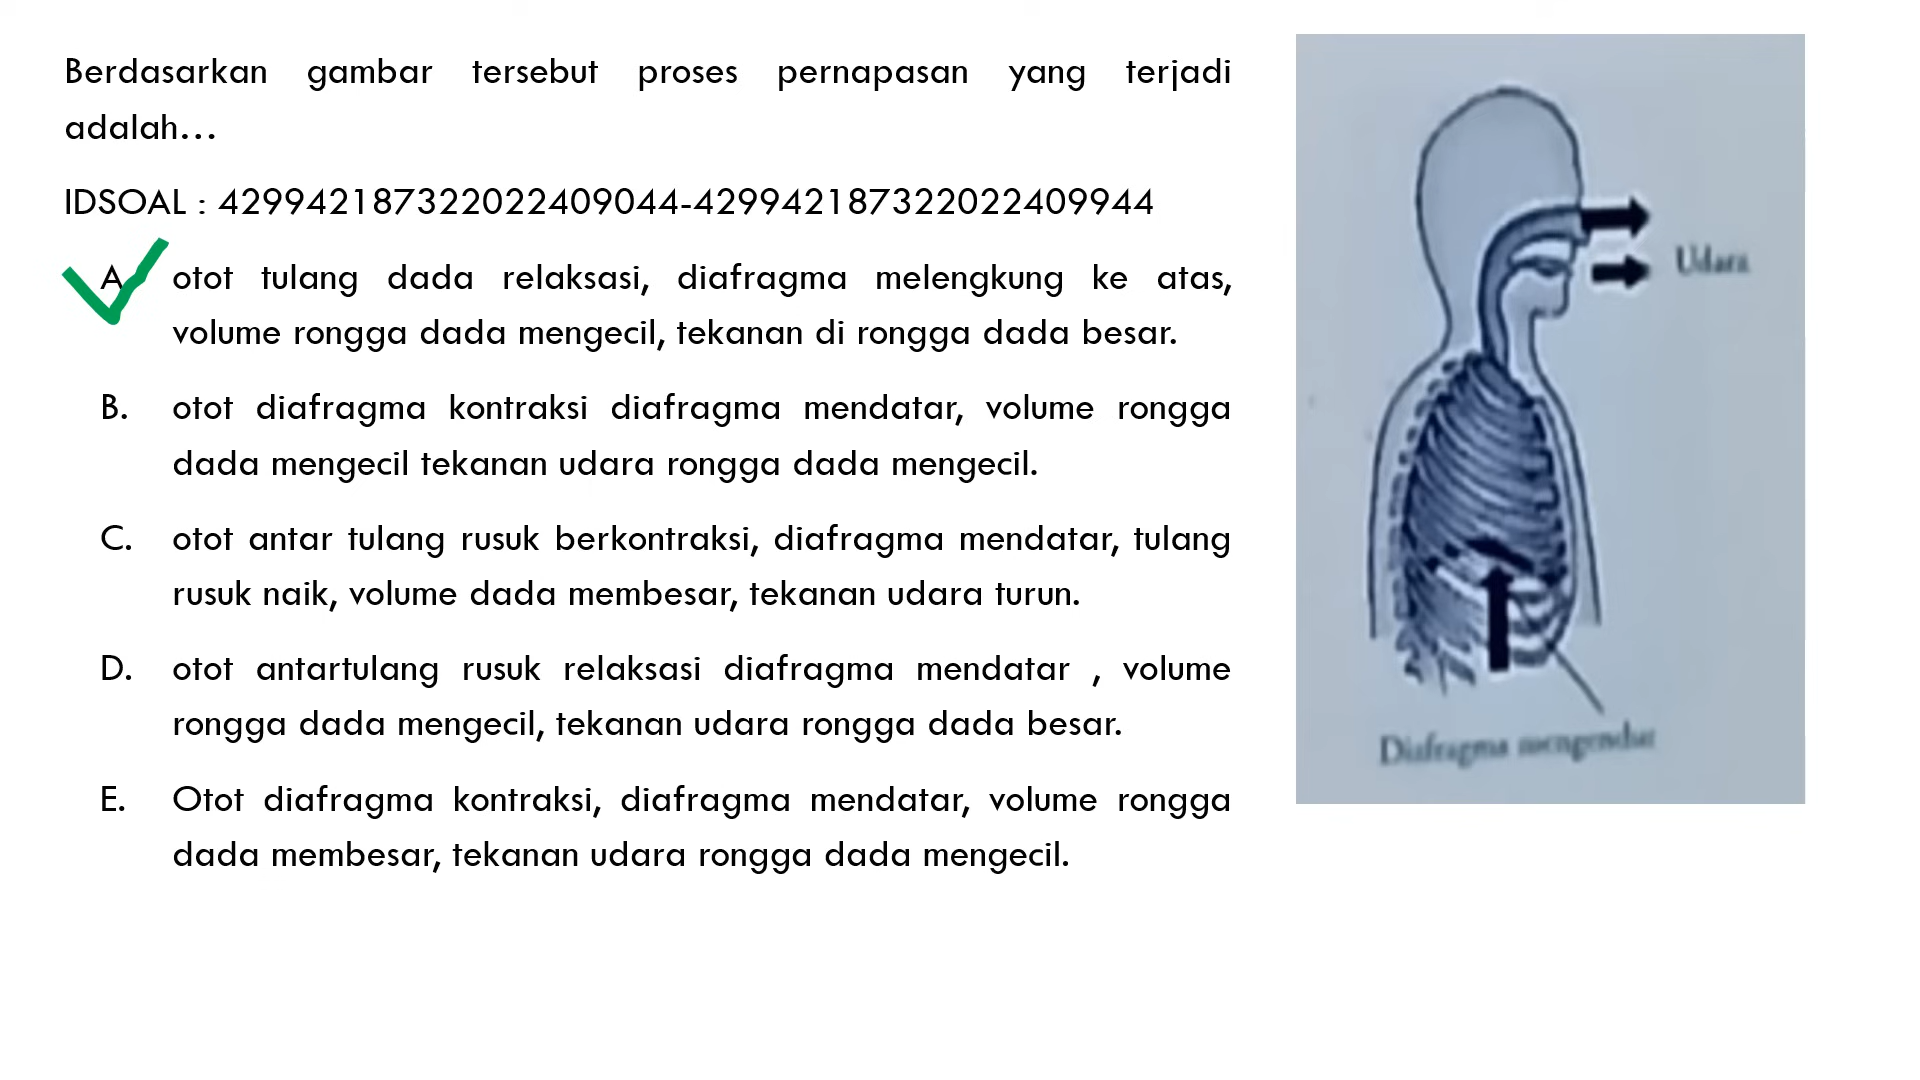 Berdasarkan gambar tersebut proses pernapasan yang terjadi
adalah...
IDSOAL : 429942187322022409044-429942187322022409944
A. otot tulang dada relaksasi, diafragma melengkung ke atas,
volume rongga dada mengecil, tekanan di rongga dada besar.
B. otot diafragma kontraksi diafragma mendatar, volume rongga
dada mengecil tekanan udara rongga dada mengecil.
C. otot antar tulang rusuk berkontraksi, diafragma mendatar, tulang
rusuk naik, volume dada membesar, tekanan udara turun.
D. otot antartulang rusuk relaksasi diafragma mendatar , volume
rongga dada mengecil, tekanan udara rongga dada besar.
E. Otot diafragma kontraksi, diafragma mendatar, volume rongga
dada membesar, tekanan udara rongga dada mengecil.
Udara
Diafragma